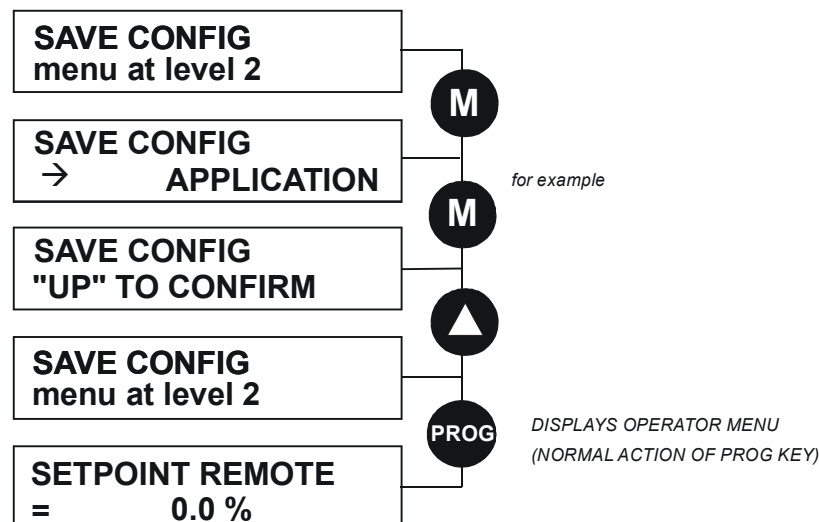 SAVE CONFIG
menu at level 2
M
SAVE CONFIG
→ APPLICATION
for example
M
SAVE CONFIG
"UP" TO CONFIRM
SAVE CONFIG
menu at level 2
PROG
DISPLAYS OPERATOR MENU
(NORMAL ACTION OF PROG KEY)
SETPOINT REMOTE
= 0.0 %